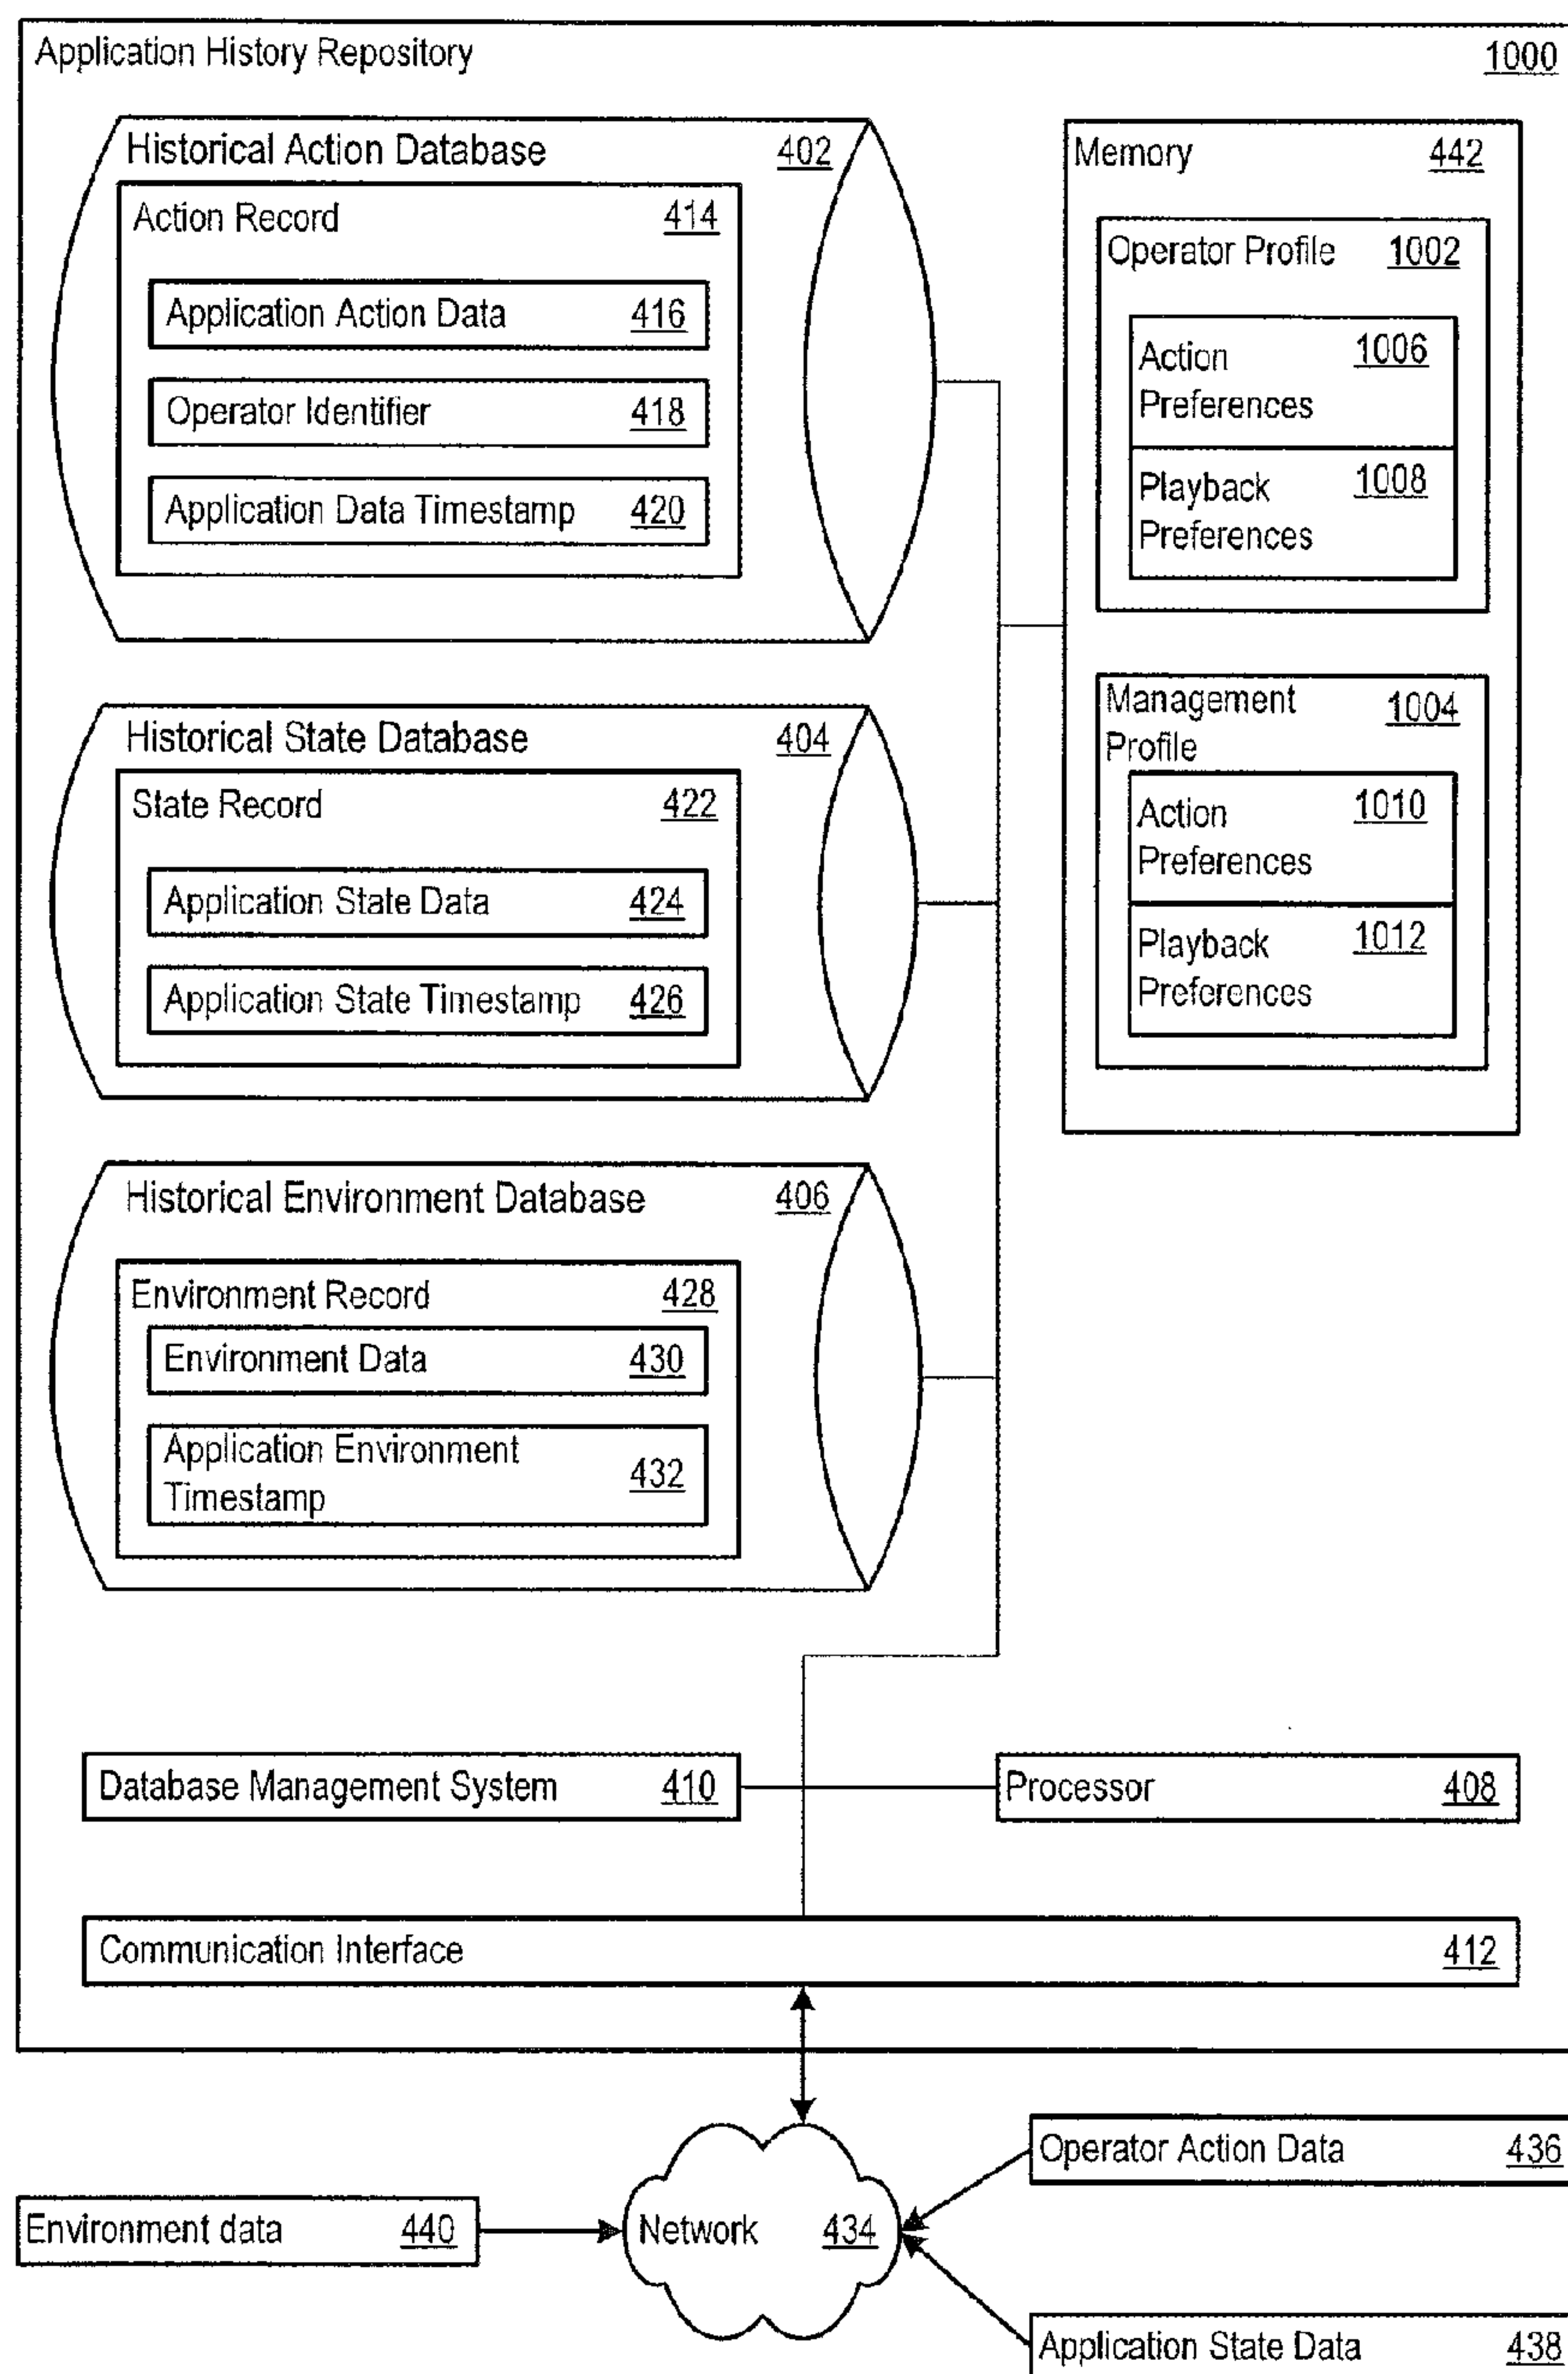 Application History Repository 1000
Historical Action Database 402
Action Record 414
Application Action Data 416
Operator Identifier 418
Application Data Timestamp 420
Memory 442
Operator Profile 1002
Action 1006
Preferences
Playback 1008
Preferences
Management 1004
Profile
Action 1010
Preferences
Playback 1012
Preferences
Historical State Database 404
State Record 422
Application State Data 424
Application State Timestamp 426
Historical Environment Database 406
Environment Record 428
Environment Data 430
Application Environment
Timestamp 432
Database Management System 410
Processor 408
Communication Interface 412
Operator Action Data 436
Environment data 440
Network 434
Application State Data 438